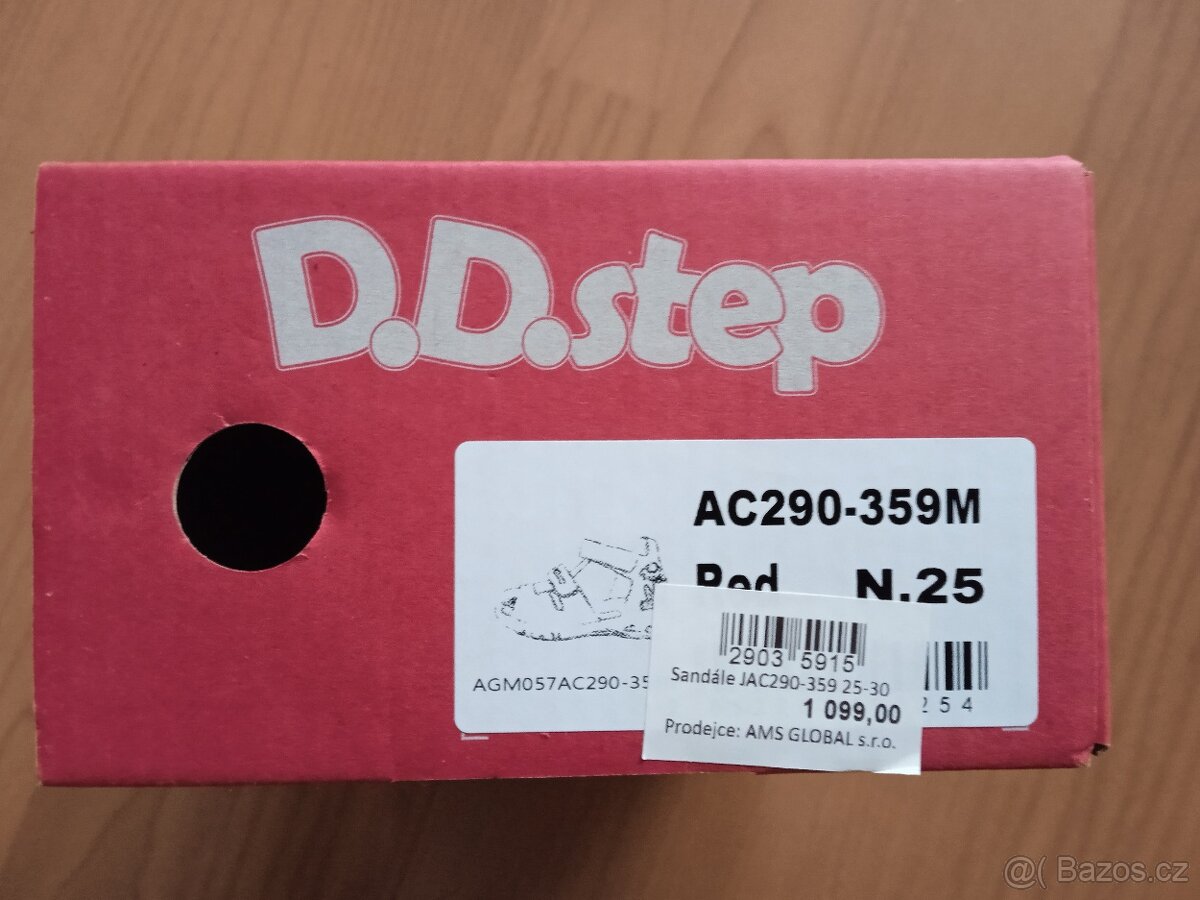 D.D.step
AC290-359M
Red N.25
2903 5915
Sandále JAC290-359 25-30
1 099,00
Prodejce: AMS GLOBAL s.r.o.
AGM057AC290-35
254
@( Bazos.cz